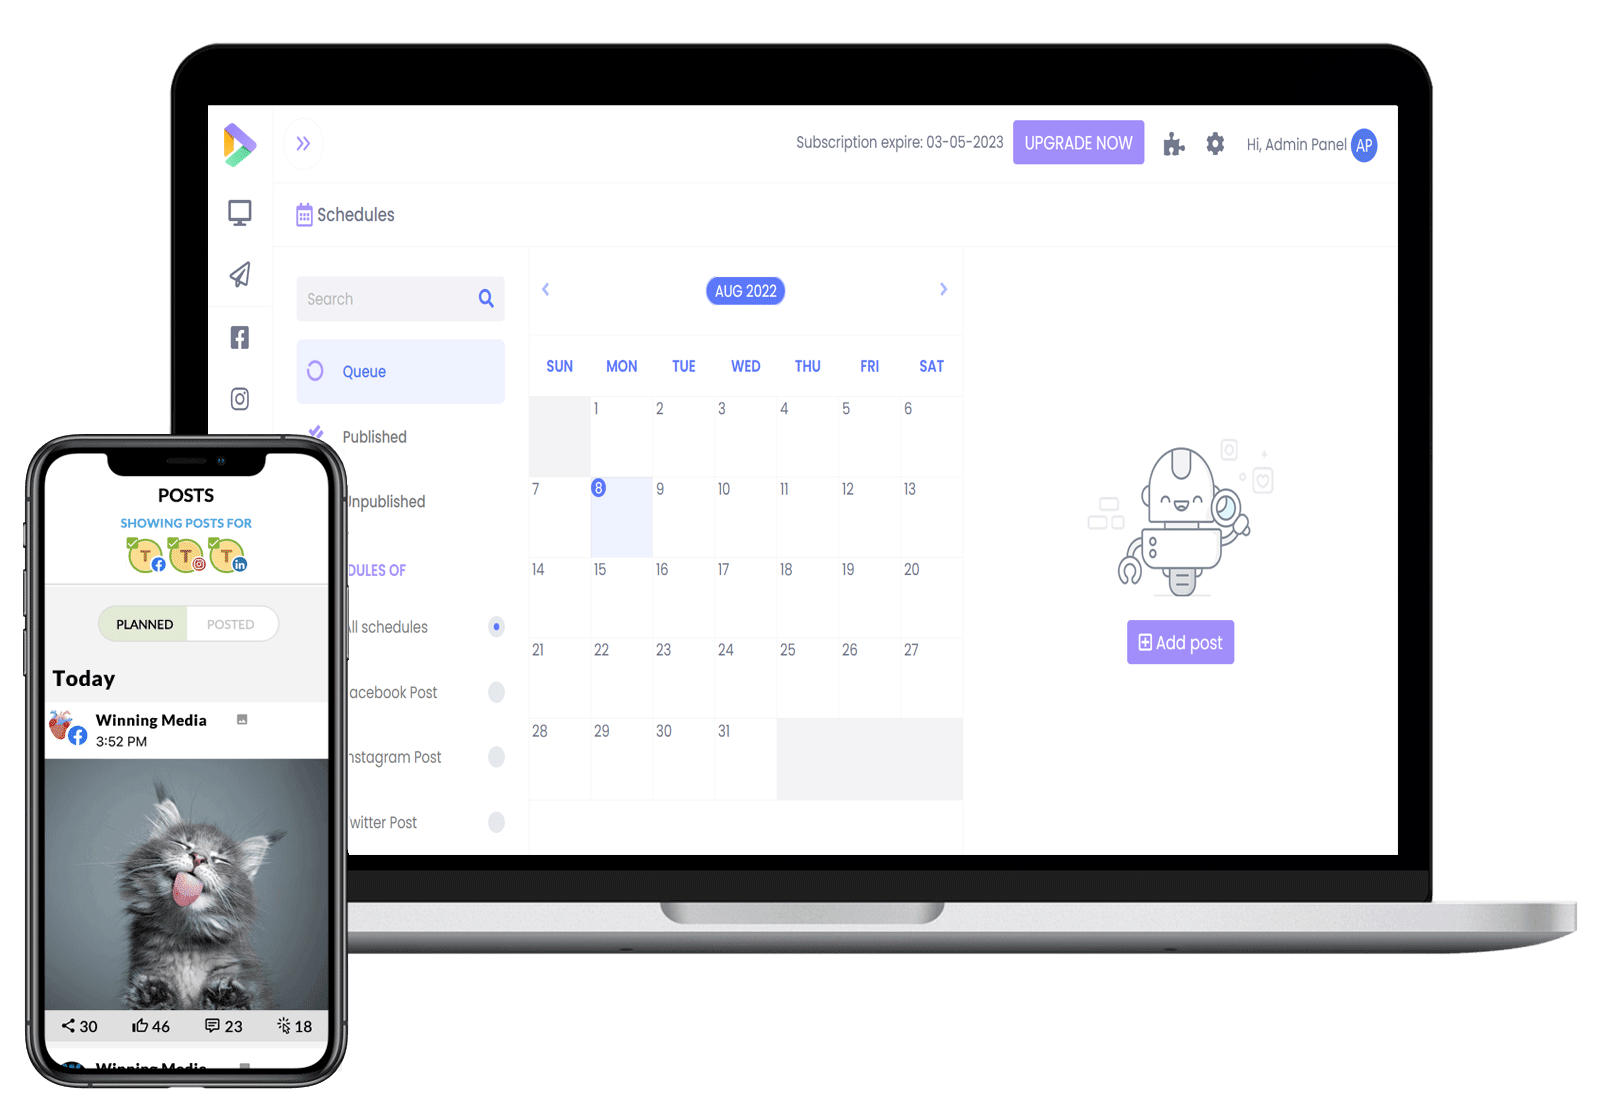 Subscription expire: 03-05-2023
UPGRADE NOW
Hi, Admin Panel
AP
Schedules
Search
Queue
Published
Unpublished
DULES OF
All schedules
acebook Post
nstagram Post
witter Post
AUG 2022
SUN MON TUE WED THU FRI SAT
1 2 3 4 5 6
7 8 9 10 11 12 13
14 15 16 17 18 19 20
21 22 23 24 25 26 27
28 29 30 31
Add post
POSTS
SHOWING POSTS FOR
T T T
PLANNED POSTED
Today
Winning Media
3:52 PM
30 46 23 18
Winning Media